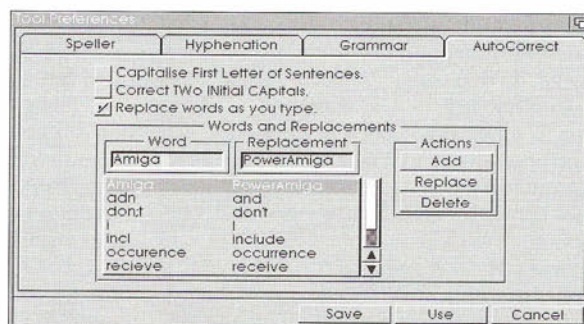 Tool Preferences
Speller Hyphenation Grammar AutoCorrect
Capitalise First Letter of Sentences.
Correct TWo INitial CApitals.
Replace words as you type.
Words and Replacements
Word Replacement Actions
Amiga PowerAmiga Add
Amiga PowerAmiga Replace
adn and Delete
don;t don't
i I
incl include
occurence occurrence
recieve receive
Save Use Cancel